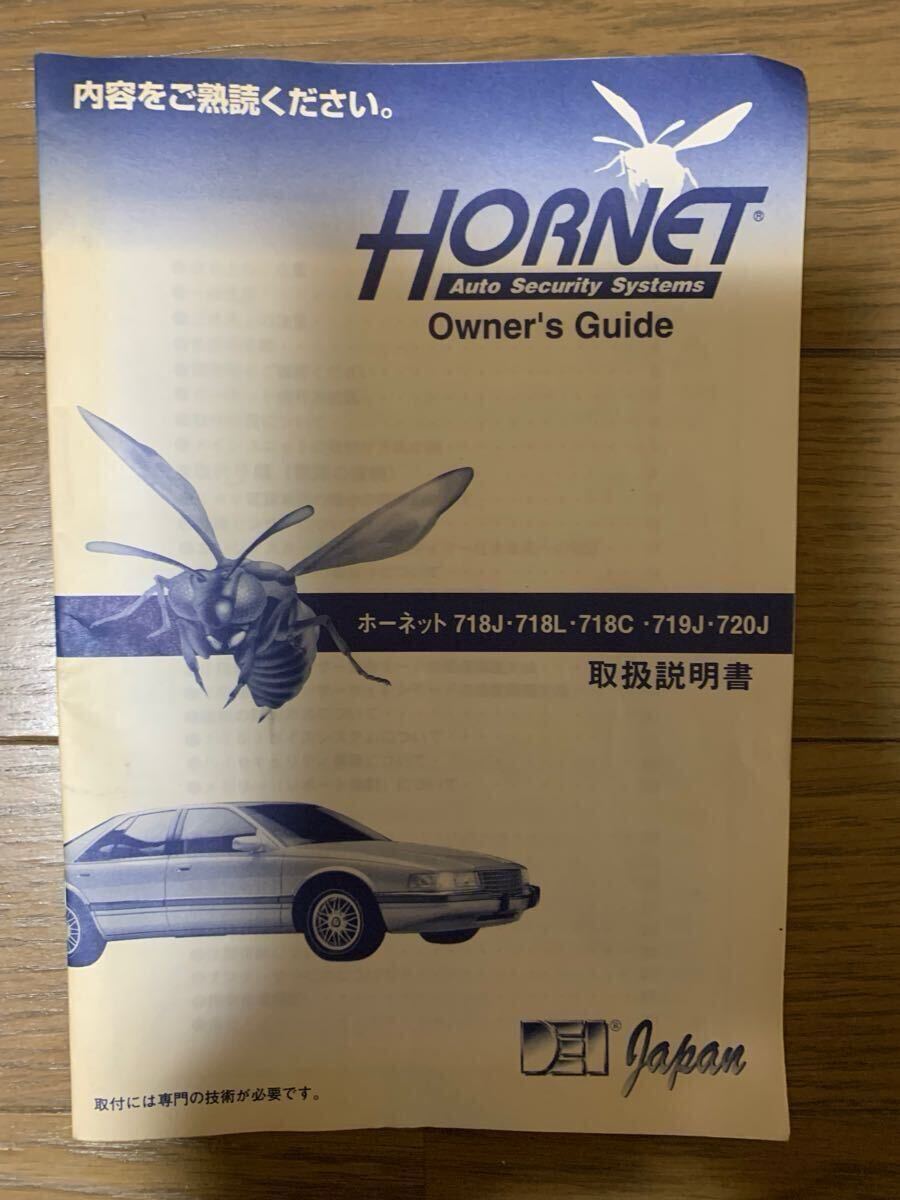 内容をご熟読ください。
HORNET®
Auto Security Systems
Owner's Guide
ホーネット 718J・718L・718C・719J・720J
取扱説明書
DEI® Japan
取付には専門の技術が必要です。